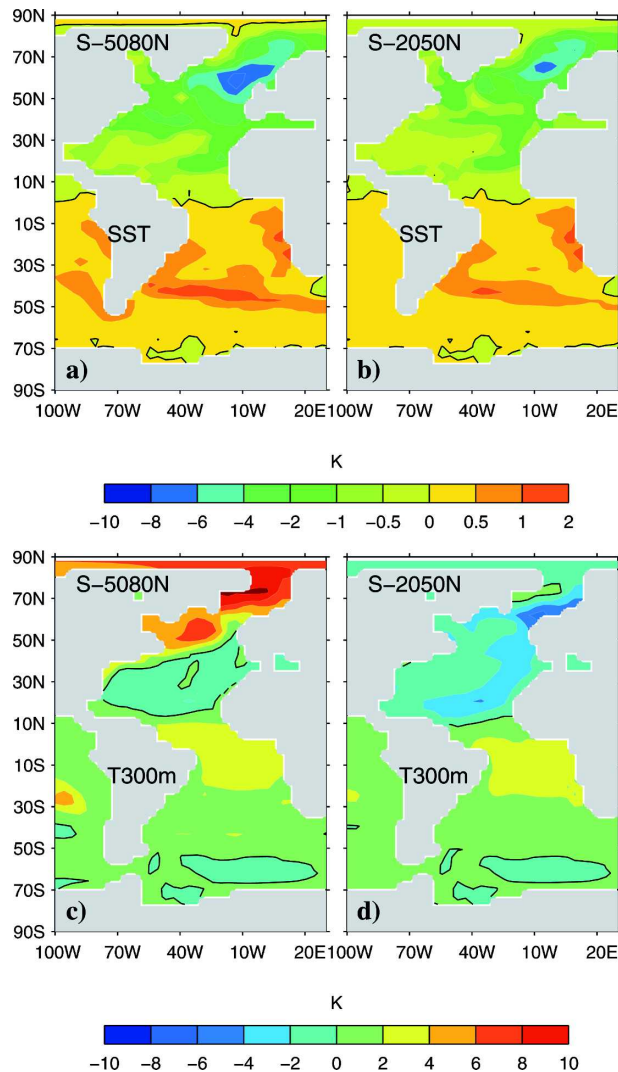 90N
S−5080N
S−2050N
70N
50N
30N
10N
10S
SST
SST
30S
50S
70S
a)
b)
90S
100W 70W 40W 10W 20E 100W 70W 40W 10W 20E
K
−10 −8 −6 −4 −2 −1 −0.5 0 0.5 1 2
90N
S−5080N
S−2050N
70N
50N
30N
10N
10S
T300m
T300m
30S
50S
70S
c)
d)
90S
100W 70W 40W 10W 20E 100W 70W 40W 10W 20E
K
−10 −8 −6 −4 −2 0 2 4 6 8 10